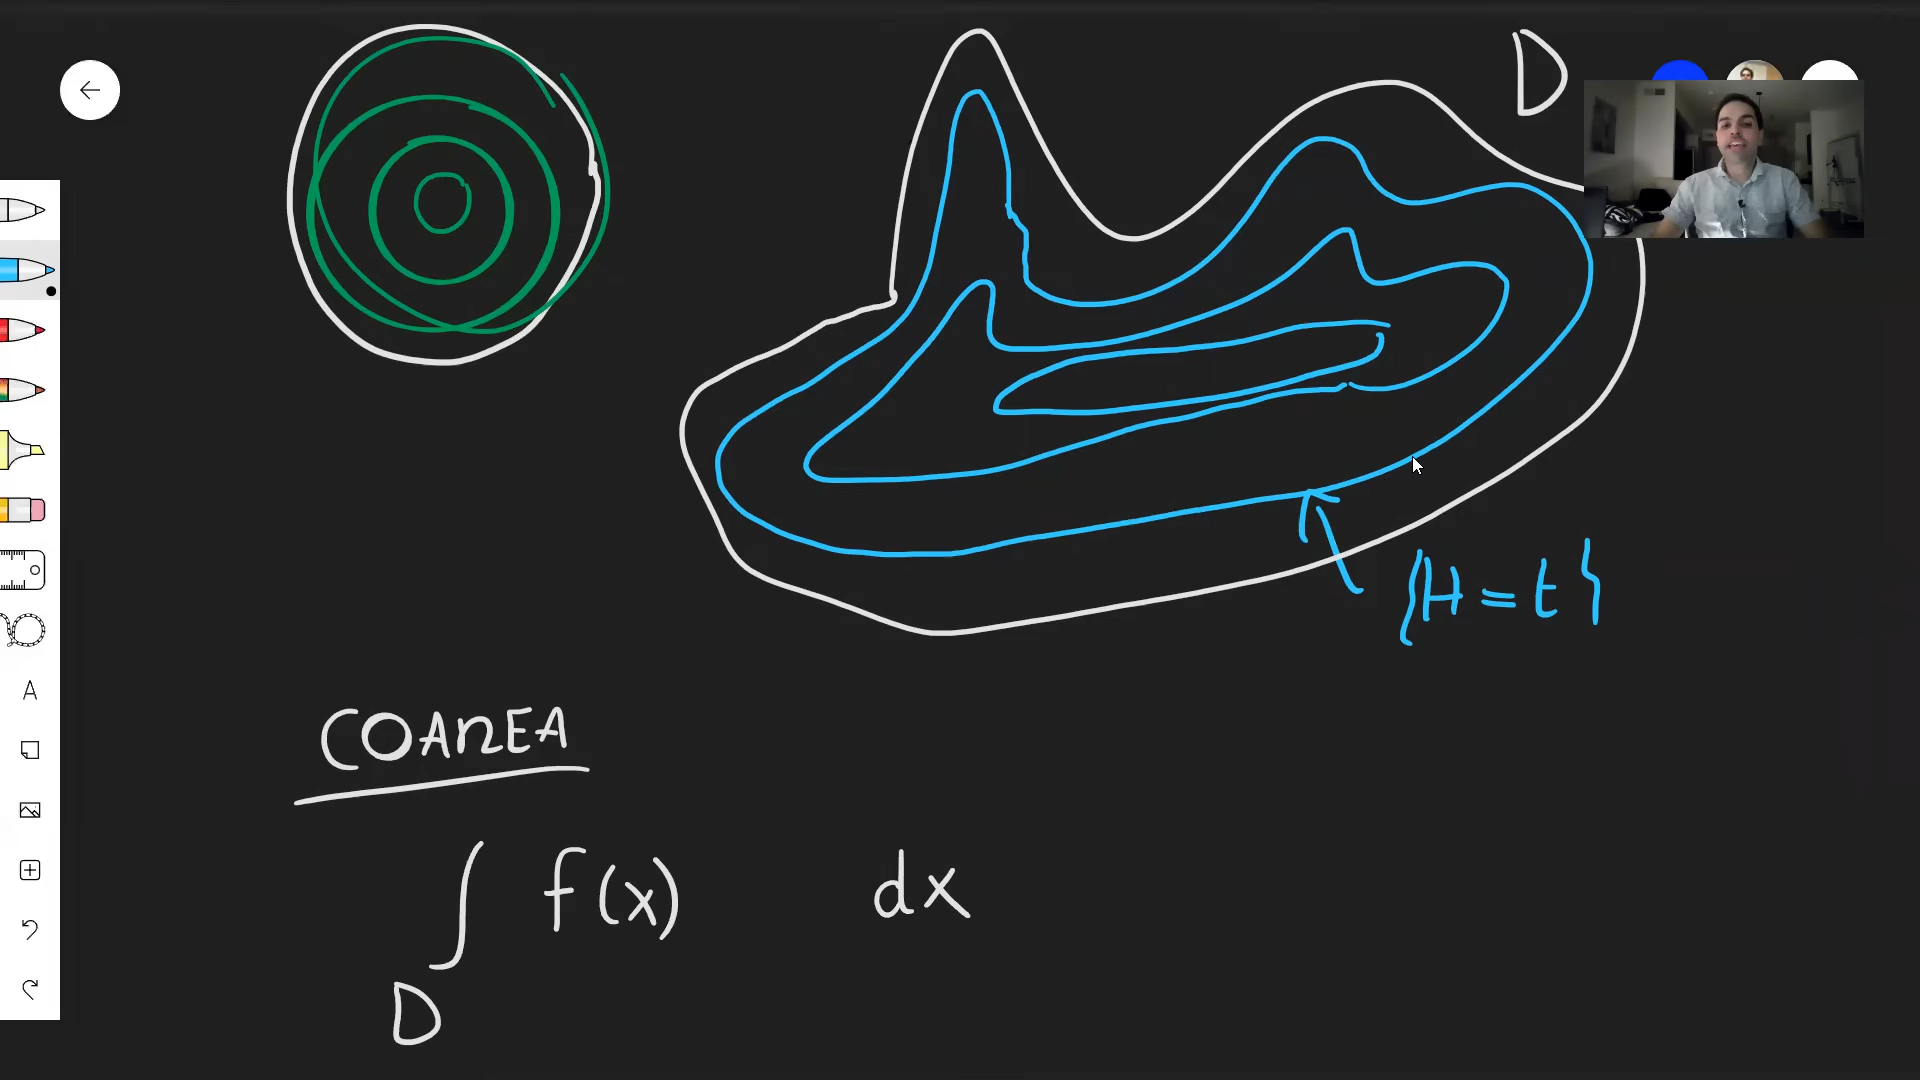 D
{H = t}
COAREA
∫ f(x) dx
D
A